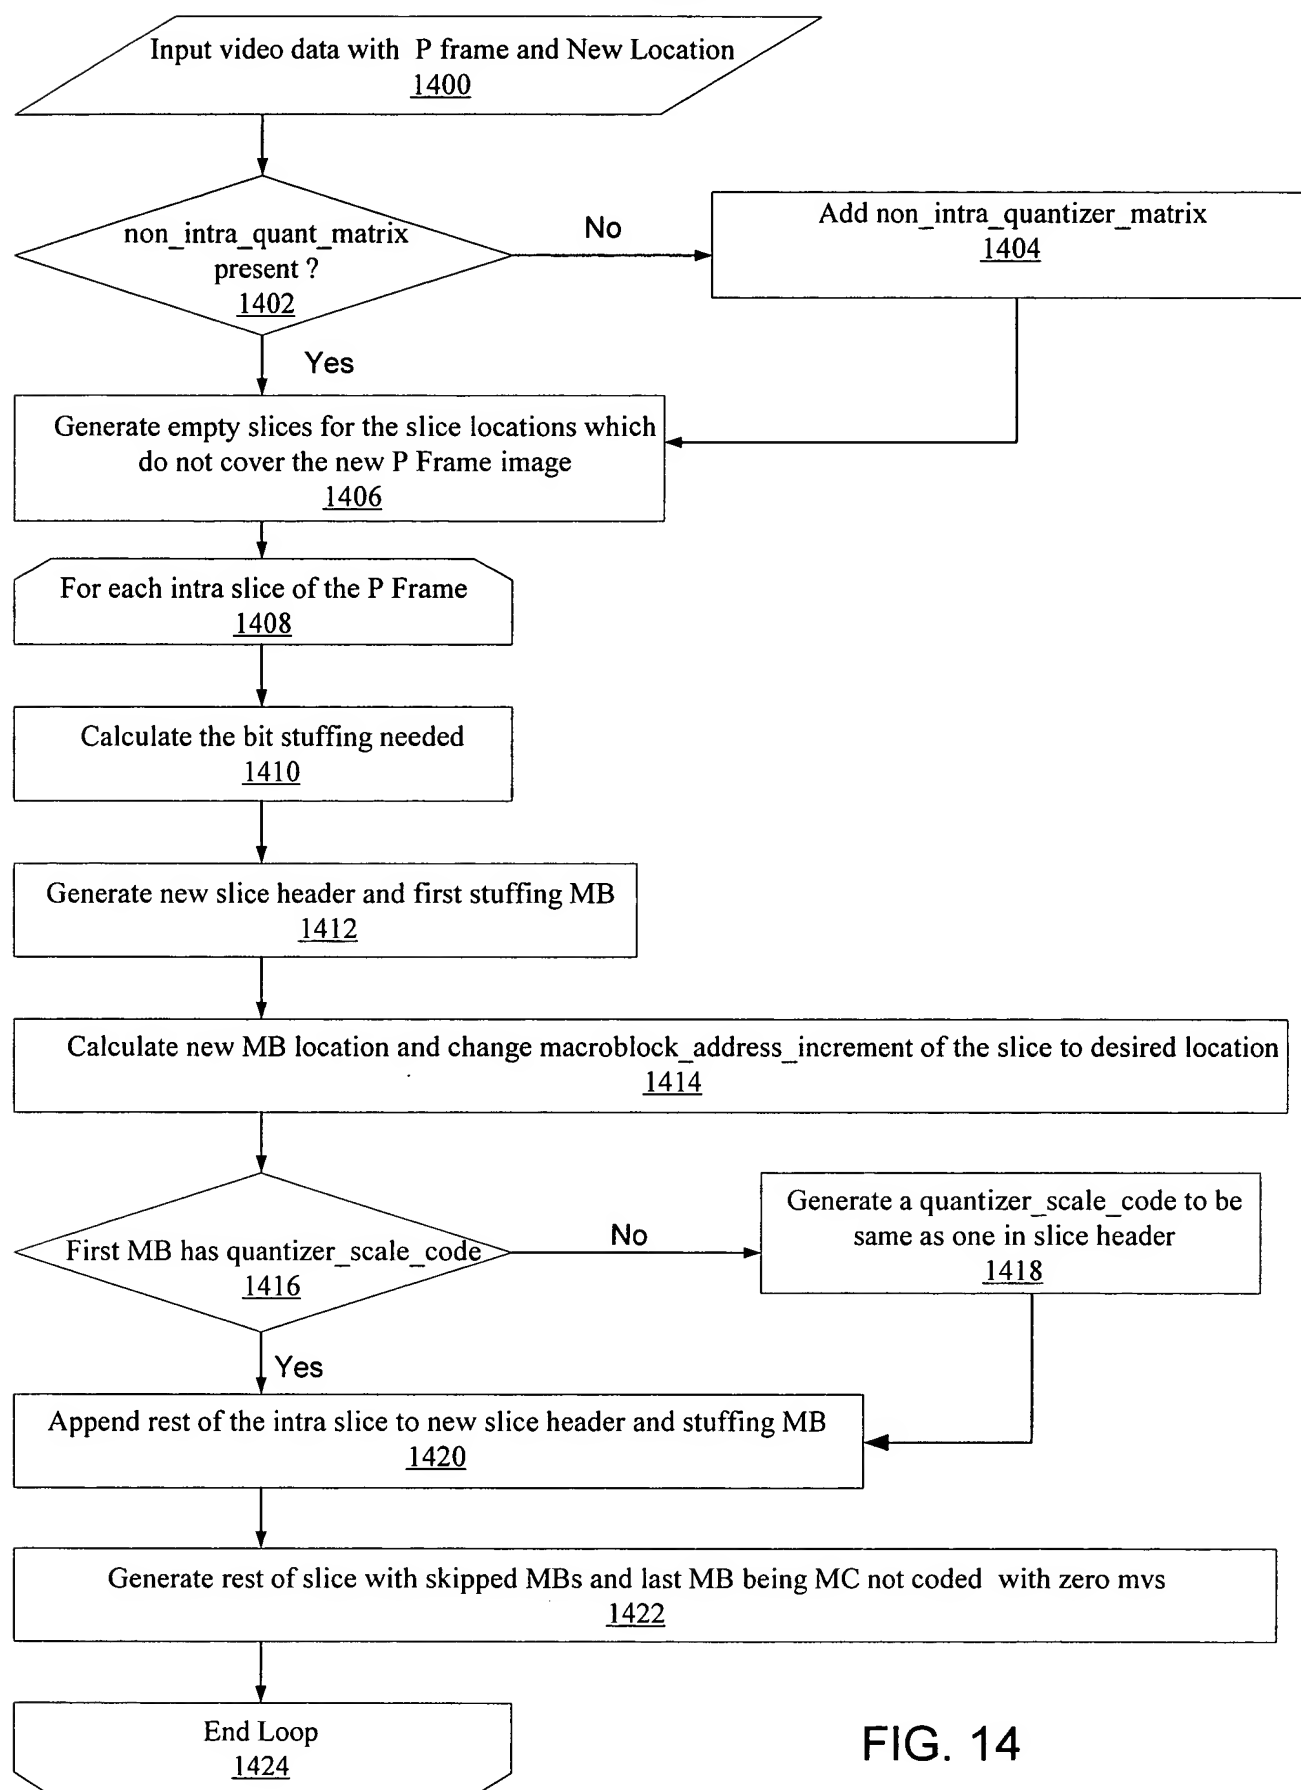 Input video data with P frame and New Location
1400
non_intra_quant_matrix
present ?
1402
No
Add non_intra_quantizer_matrix
1404
Yes
Generate empty slices for the slice locations which
do not cover the new P Frame image
1406
For each intra slice of the P Frame
1408
Calculate the bit stuffing needed
1410
Generate new slice header and first stuffing MB
1412
Calculate new MB location and change macroblock_address_increment of the slice to desired location
1414
First MB has quantizer_scale_code
1416
No
Generate a quantizer_scale_code to be
same as one in slice header
1418
Yes
Append rest of the intra slice to new slice header and stuffing MB
1420
Generate rest of slice with skipped MBs and last MB being MC not coded with zero mvs
1422
End Loop
1424
FIG. 14